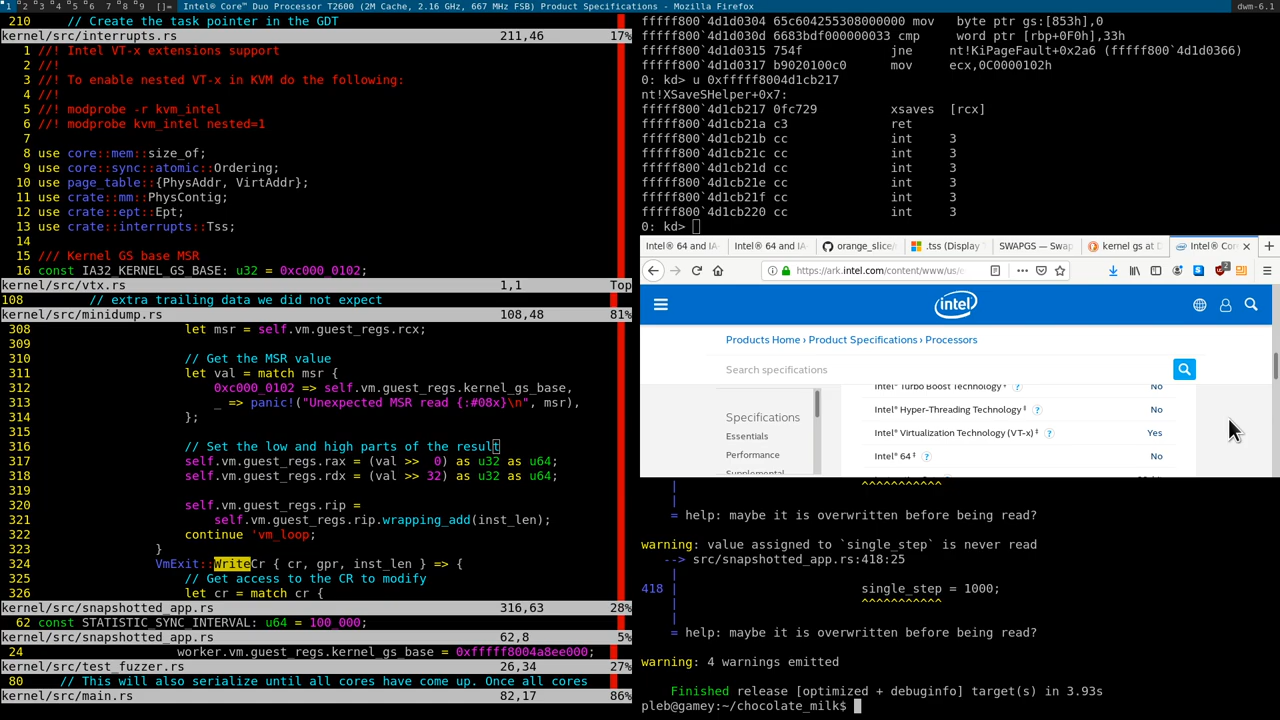 1 2 3 4 5 6 7 8 9 []= Intel® Core™ Duo Processor T2600 (2M Cache, 2.16 GHz, 667 MHz FSB) Product Specifications - Mozilla Firefox dwm-6.1
210 // Create the task pointer in the GDT
kernel/src/interrupts.rs 211,46 17%
1 //! Intel VT-x extensions support
2 //!
3 //! To enable nested VT-x in KVM do the following:
4 //!
5 //! modprobe -r kvm_intel
6 //! modprobe kvm_intel nested=1
7
8 use core::mem::size_of;
9 use core::sync::atomic::Ordering;
10 use page_table::{PhysAddr, VirtAddr};
11 use crate::mm::PhysContig;
12 use crate::ept::Ept;
13 use crate::interrupts::Tss;
14
15 /// Kernel GS base MSR
16 const IA32_KERNEL_GS_BASE: u32 = 0xc000_0102;
kernel/src/vtx.rs 1,1 Top
108 // extra trailing data we did not expect
kernel/src/minidump.rs 108,48 81%
308 let msr = self.vm.guest_regs.rcx;
309
310 // Get the MSR value
311 let val = match msr {
312 0xc000_0102 => self.vm.guest_regs.kernel_gs_base,
313 _ => panic!("Unexpected MSR read {:#08x}\n", msr),
314 };
315
316 // Set the low and high parts of the result
317 self.vm.guest_regs.rax = (val >> 0) as u32 as u64;
318 self.vm.guest_regs.rdx = (val >> 32) as u32 as u64;
319
320 self.vm.guest_regs.rip =
321 self.vm.guest_regs.rip.wrapping_add(inst_len);
322 continue 'vm_loop;
323 }
324 VmExit::WriteCr { cr, gpr, inst_len } => {
325 // Get access to the CR to modify
326 let cr = match cr {
kernel/src/snapshotted_app.rs 316,63 28%
62 const STATISTIC_SYNC_INTERVAL: u64 = 100_000;
kernel/src/snapshotted_app.rs 62,8 5%
24 worker.vm.guest_regs.kernel_gs_base = 0xfffff8004a8ee000;
kernel/src/test_fuzzer.rs 26,34 27%
80 // This will also serialize until all cores have come up. Once all cores
kernel/src/main.rs 82,17 86%
fffff800`4d1d0304 65c604255308000000 mov byte ptr gs:[853h],0
fffff800`4d1d030d 6683bdf000000033 cmp word ptr [rbp+0F0h],33h
fffff800`4d1d0315 754f jne nt!KiPageFault+0x2a6 (fffff800`4d1d0366)
fffff800`4d1d0317 b9020100c0 mov ecx,0C0000102h
0: kd> u 0xfffff8004d1cb217
nt!XSaveSHelper+0x7:
fffff800`4d1cb217 0fc729 xsaves [rcx]
fffff800`4d1cb21a c3 ret
fffff800`4d1cb21b cc int 3
fffff800`4d1cb21c cc int 3
fffff800`4d1cb21d cc int 3
fffff800`4d1cb21e cc int 3
fffff800`4d1cb21f cc int 3
fffff800`4d1cb220 cc int 3
0: kd>
Intel® 64 and IA- Intel® 64 and IA- orange_slice/ .tss (Display SWAPGS — Swa kernel gs at D Intel® Co
https://ark.intel.com/content/www/us/e
2
intel
Products Home › Product Specifications › Processors
Search specifications
Specifications
Essentials
Performance
Supplemental
Intel® Turbo Boost Technology ‡ ? No
Intel® Hyper-Threading Technology ‡ ? No
Intel® Virtualization Technology (VT-x) ‡ ? Yes
Intel® 64 ‡ ? No
| ^^^^^^^^^^^
|
= help: maybe it is overwritten before being read?
warning: value assigned to `single_step` is never read
--> src/snapshotted_app.rs:418:25
|
418 | single_step = 1000;
| ^^^^^^^^^^^
|
= help: maybe it is overwritten before being read?
warning: 4 warnings emitted
Finished release [optimized + debuginfo] target(s) in 3.93s
pleb@gamey:~/chocolate_milk$